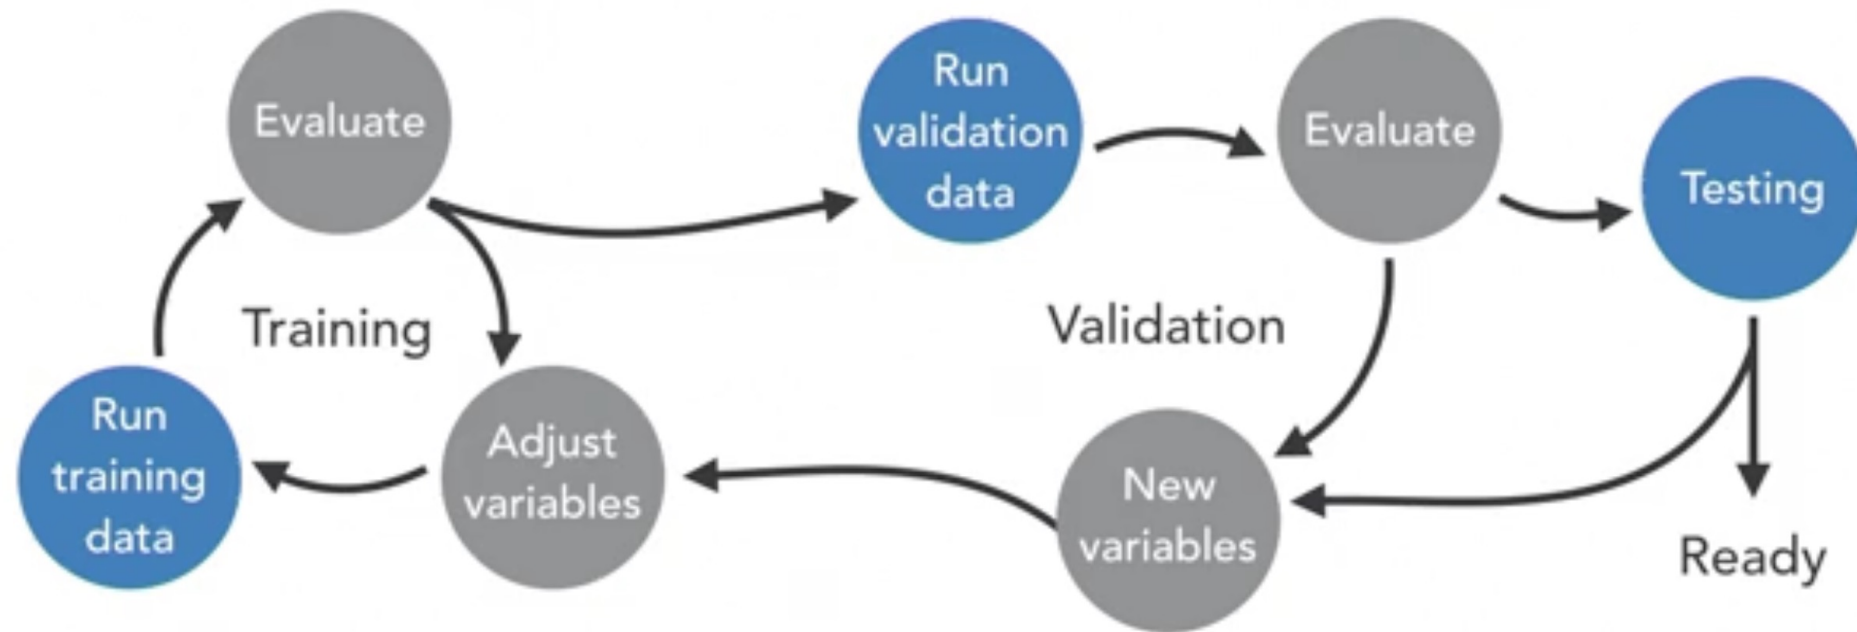 Evaluate
Run
validation
data
Evaluate
Testing
Training
Validation
Run
training
data
Adjust
variables
New
variables
Ready